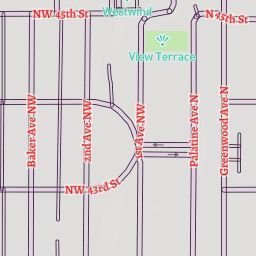 Westwind
NW 45th St
N 45th St
View Terrace
Baker Ave NW
2nd Ave NW
1st Ave NW
Palatine Ave N
Greenwood Ave N
NW 43rd St